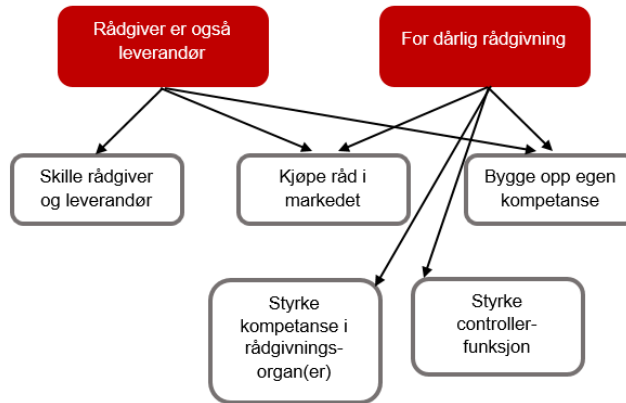 Rådgiver er også
leverandør
For dårlig rådgivning
Skille rådgiver
og leverandør
Kjøpe råd i
markedet
Bygge opp egen
kompetanse
Styrke
kompetanse i
rådgivnings-
organ(er)
Styrke
controller-
funksjon